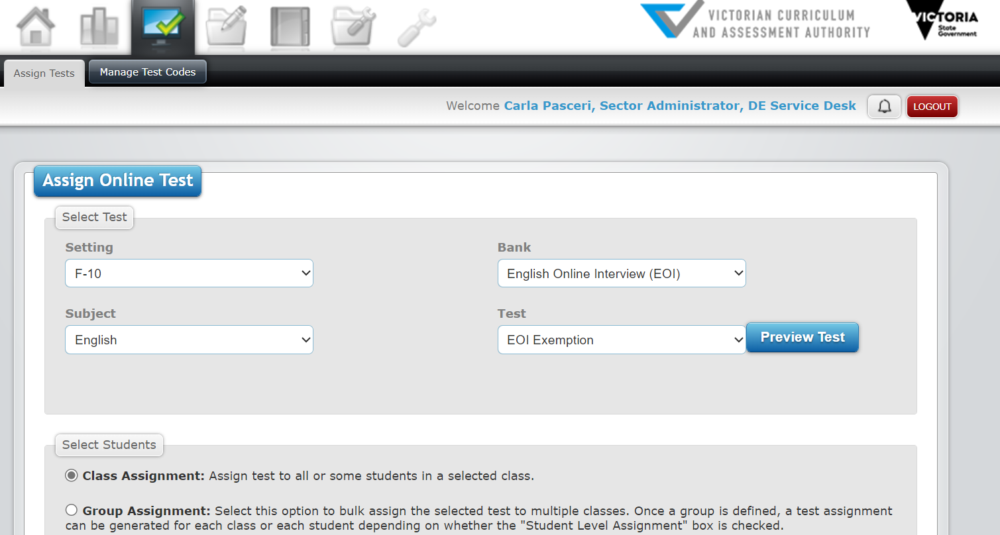 VICTORIAN CURRICULUM
AND ASSESSMENT AUTHORITY
VICTORIA
State
Government
Assign Tests
Manage Test Codes
Welcome Carla Pasceri, Sector Administrator, DE Service Desk
LOGOUT
Assign Online Test
Select Test
Setting
Bank
F-10
English Online Interview (EOI)
Subject
Test
English
EOI Exemption
Preview Test
Select Students
Class Assignment: Assign test to all or some students in a selected class.
Group Assignment: Select this option to bulk assign the selected test to multiple classes. Once a group is defined, a test assignment
can be generated for each class or each student depending on whether the "Student Level Assignment" box is checked.